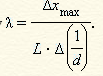 λ = Δx_max / (L · Δ(1/d)).